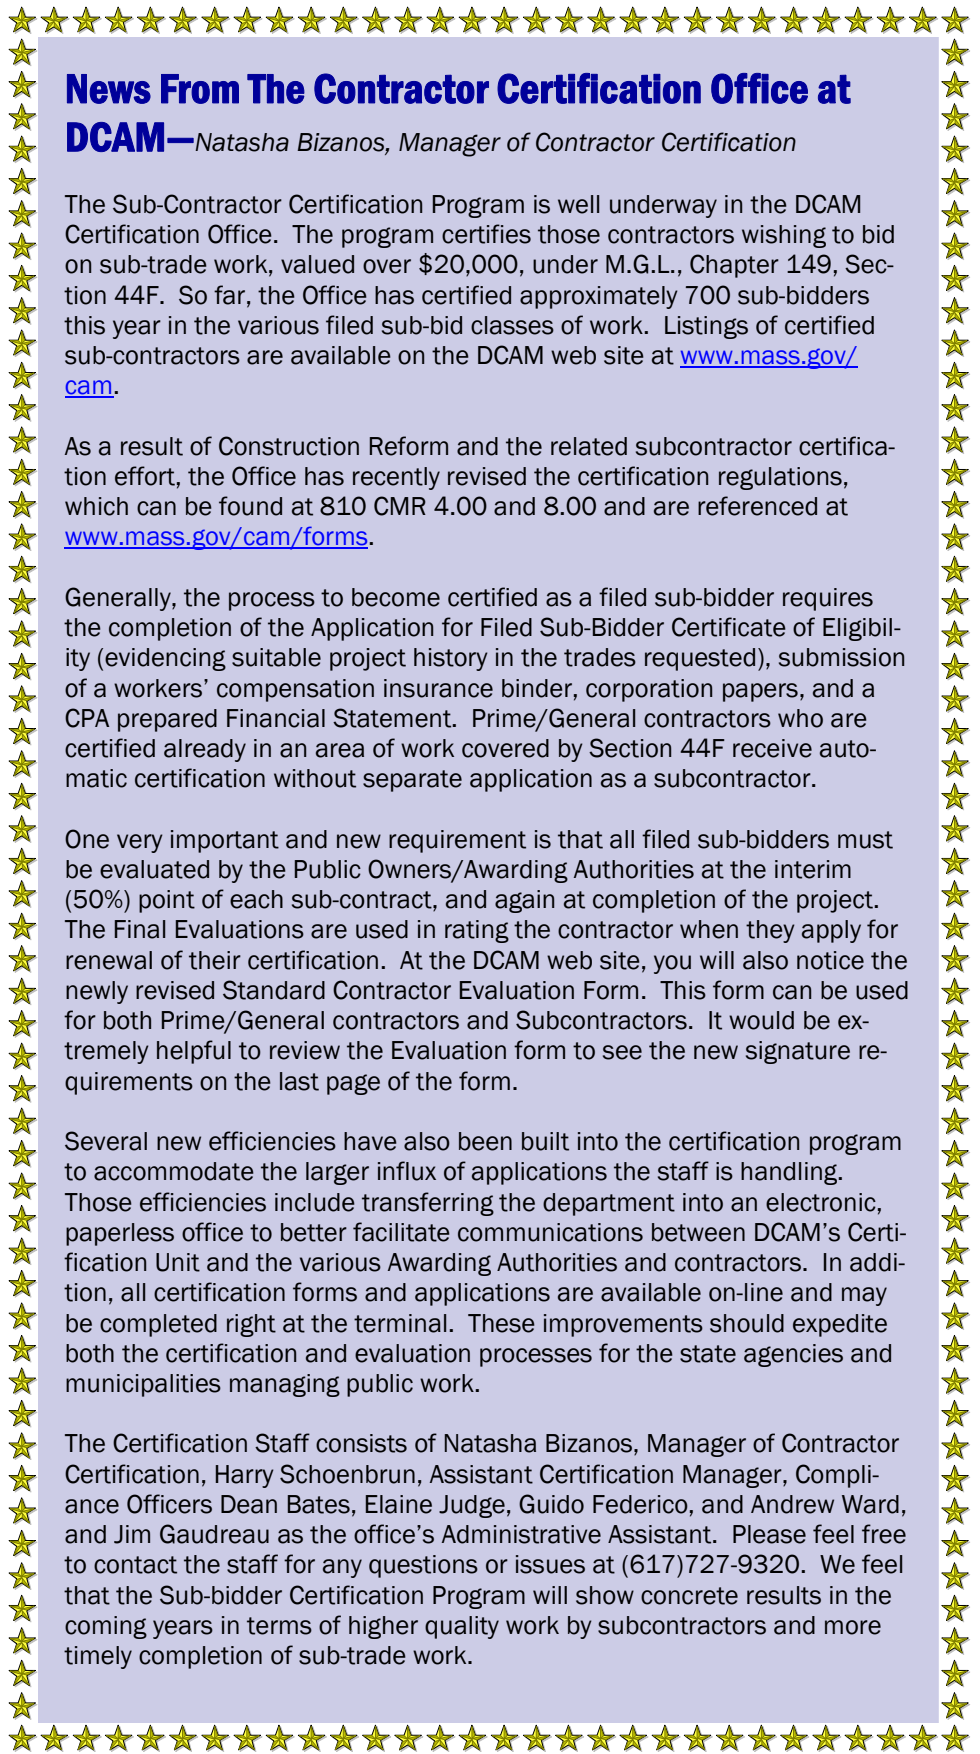 News From The Contractor Certification Office at
DCAM—Natasha Bizanos, Manager of Contractor Certification
The Sub-Contractor Certification Program is well underway in the DCAM
Certification Office.  The program certifies those contractors wishing to bid
on sub-trade work, valued over $20,000, under M.G.L., Chapter 149, Sec-
tion 44F.  So far, the Office has certified approximately 700 sub-bidders
this year in the various filed sub-bid classes of work.  Listings of certified
sub-contractors are available on the DCAM web site at www.mass.gov/
cam.
As a result of Construction Reform and the related subcontractor certifica-
tion effort, the Office has recently revised the certification regulations,
which can be found at 810 CMR 4.00 and 8.00 and are referenced at
www.mass.gov/cam/forms.
Generally, the process to become certified as a filed sub-bidder requires
the completion of the Application for Filed Sub-Bidder Certificate of Eligibil-
ity (evidencing suitable project history in the trades requested), submission
of a workers’ compensation insurance binder, corporation papers, and a
CPA prepared Financial Statement.  Prime/General contractors who are
certified already in an area of work covered by Section 44F receive auto-
matic certification without separate application as a subcontractor.
One very important and new requirement is that all filed sub-bidders must
be evaluated by the Public Owners/Awarding Authorities at the interim
(50%) point of each sub-contract, and again at completion of the project.
The Final Evaluations are used in rating the contractor when they apply for
renewal of their certification.  At the DCAM web site, you will also notice the
newly revised Standard Contractor Evaluation Form.  This form can be used
for both Prime/General contractors and Subcontractors.  It would be ex-
tremely helpful to review the Evaluation form to see the new signature re-
quirements on the last page of the form.
Several new efficiencies have also been built into the certification program
to accommodate the larger influx of applications the staff is handling.
Those efficiencies include transferring the department into an electronic,
paperless office to better facilitate communications between DCAM’s Certi-
fication Unit and the various Awarding Authorities and contractors.  In addi-
tion, all certification forms and applications are available on-line and may
be completed right at the terminal.  These improvements should expedite
both the certification and evaluation processes for the state agencies and
municipalities managing public work.
The Certification Staff consists of Natasha Bizanos, Manager of Contractor
Certification, Harry Schoenbrun, Assistant Certification Manager, Compli-
ance Officers Dean Bates, Elaine Judge, Guido Federico, and Andrew Ward,
and Jim Gaudreau as the office’s Administrative Assistant.  Please feel free
to contact the staff for any questions or issues at (617)727-9320.  We feel
that the Sub-bidder Certification Program will show concrete results in the
coming years in terms of higher quality work by subcontractors and more
timely completion of sub-trade work.